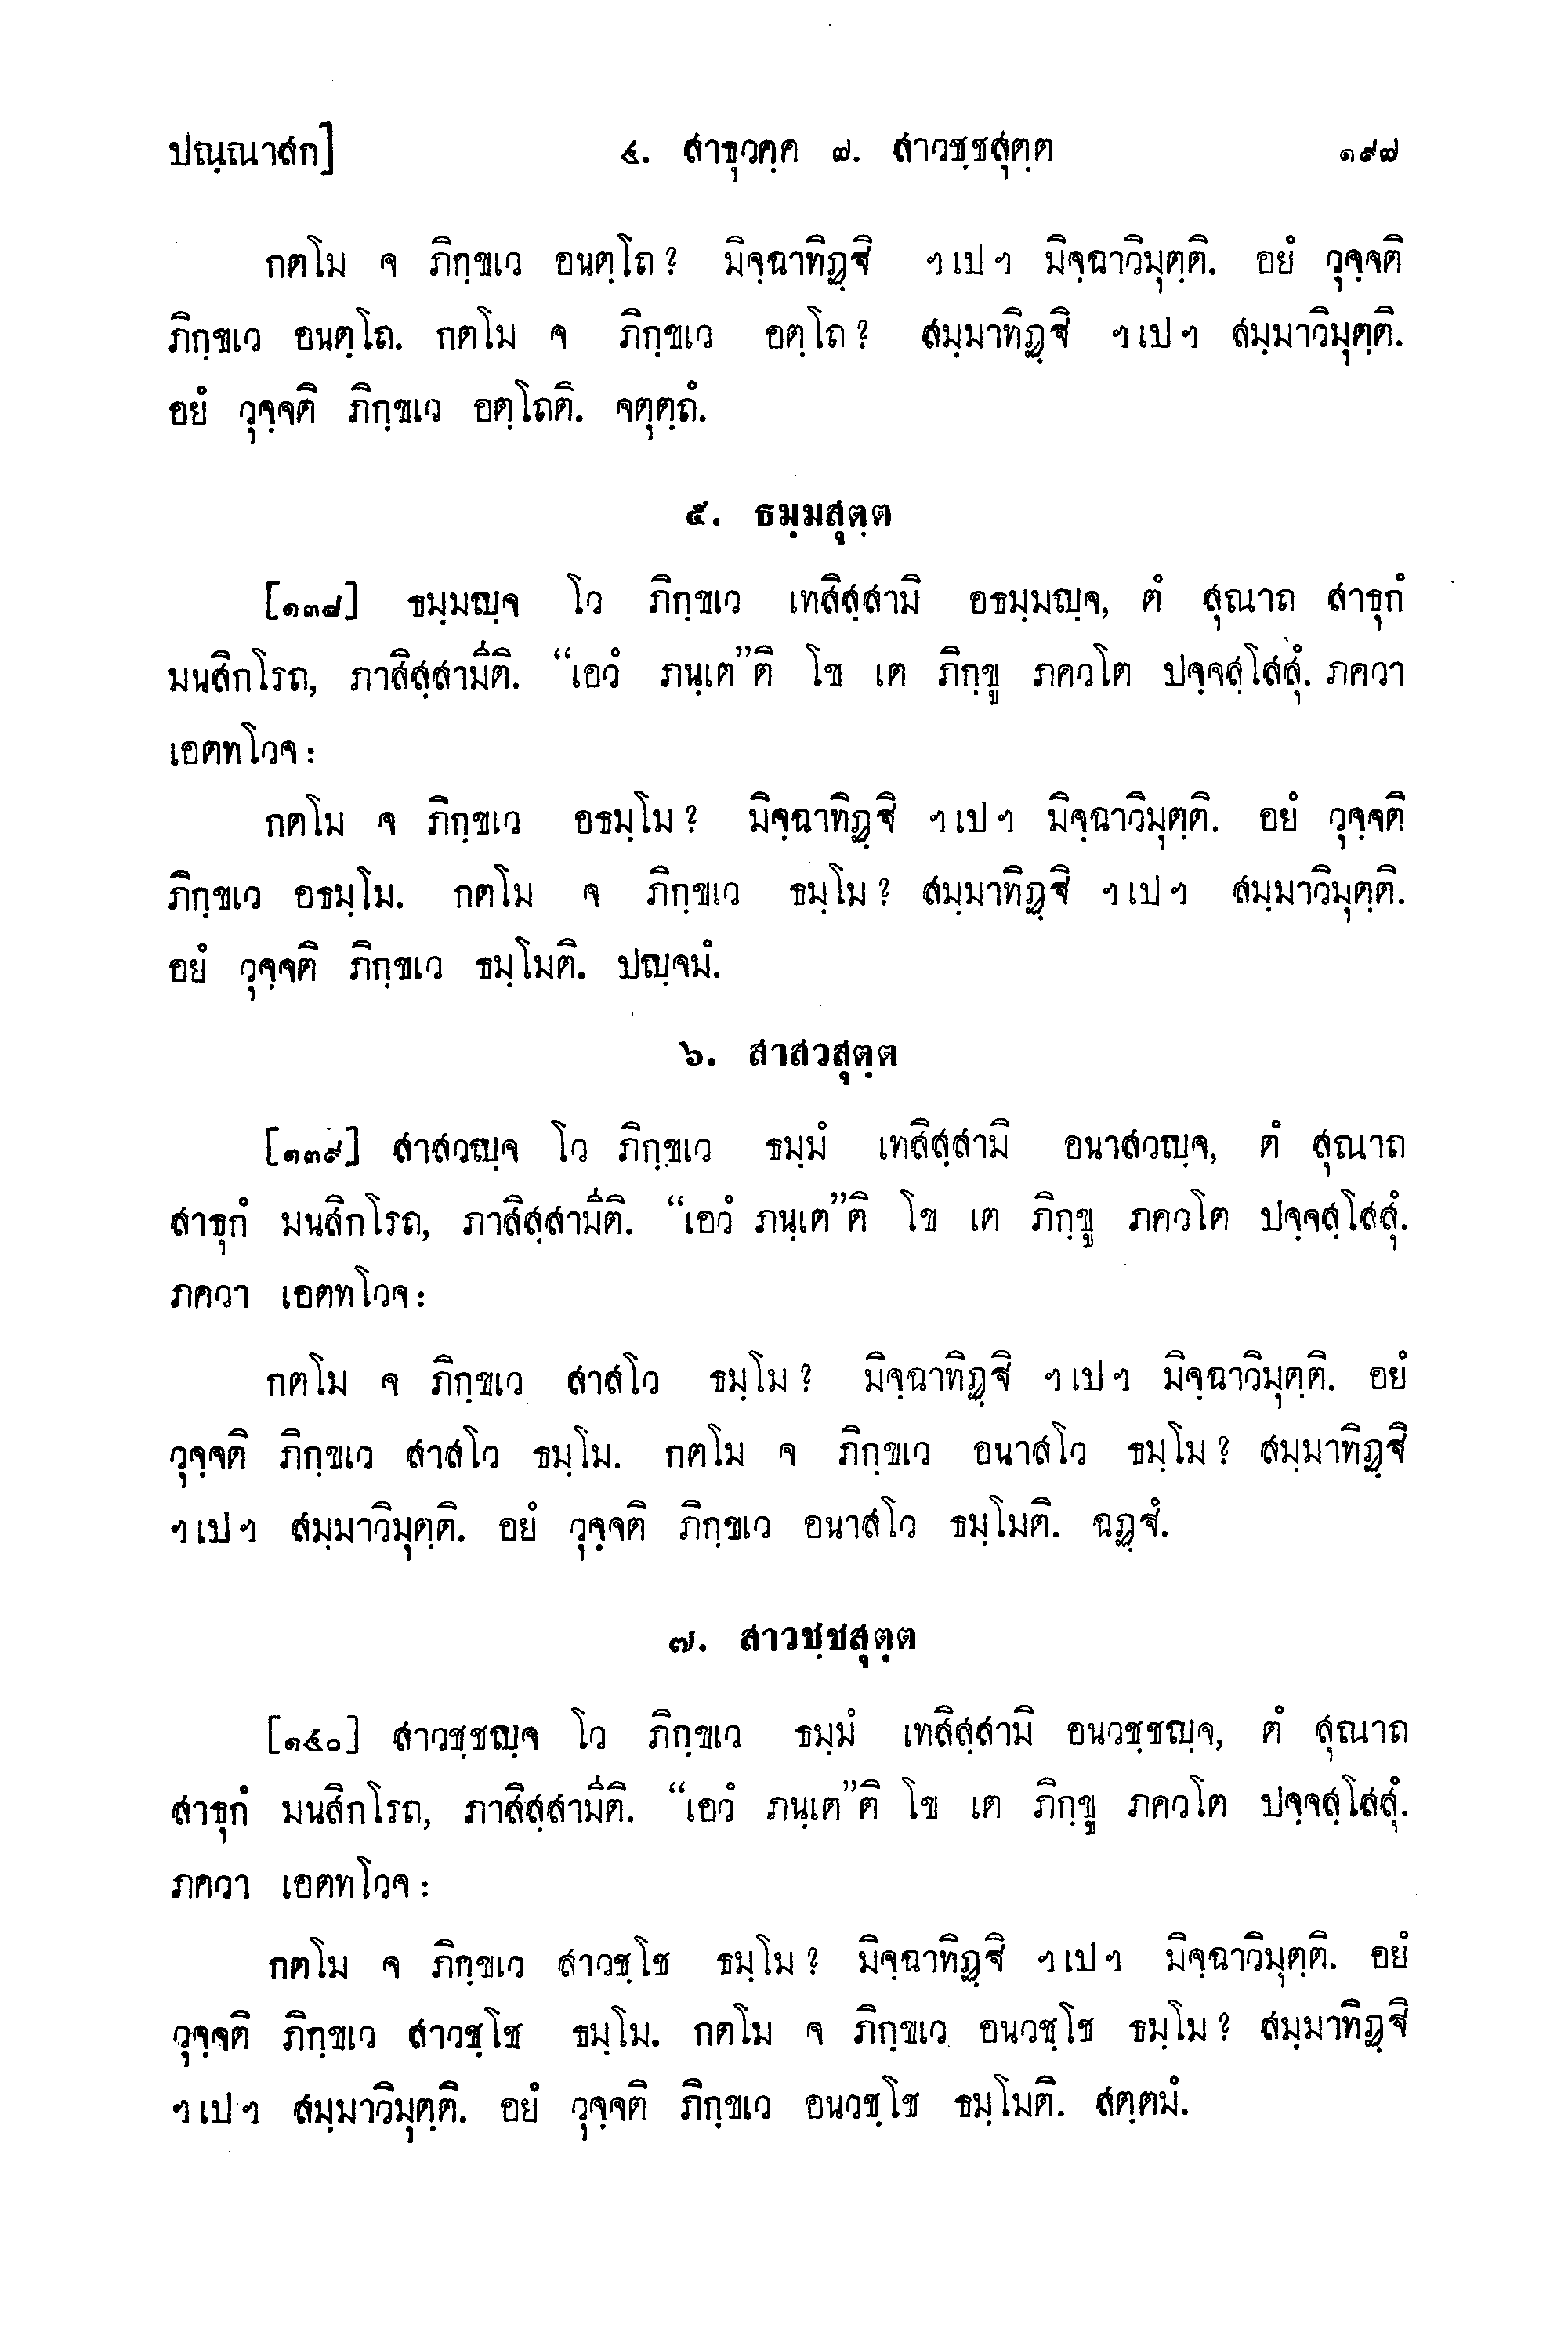 ปณฺณาสก] ๔. สาธุวคฺค ๗. สาวชฺชสุตฺต ๑๙๗
กตโม จ ภิกฺขเว อนตฺโถ? มิจฺฉาทิฏฺฐิ ฯเปฯ มิจฺฉาวิมุตฺติ. อยํ วุจฺจติ
ภิกฺขเว อนตฺโถ. กตโม จ ภิกฺขเว อตฺโถ? สมฺมาทิฏฺฐิ ฯเปฯ สมฺมาวิมุตฺติ.
อยํ วุจฺจติ ภิกฺขเว อตฺโถติ. จตุตฺถํ.
๕. ธมฺมสุตฺต
[๑๓๘] ธมฺมญฺจ โว ภิกฺขเว เทสิสฺสามิ อธมฺมญฺจ, ตํ สุณาถ สาธุกํ
มนสิกโรถ, ภาสิสฺสามีติ. “เอวํ ภนฺเต”ติ โข เต ภิกฺขู ภควโต ปจฺจสฺโสสุํ. ภควา
เอตทโวจ:
กตโม จ ภิกฺขเว อธมฺโม? มิจฺฉาทิฏฺฐิ ฯเปฯ มิจฺฉาวิมุตฺติ. อยํ วุจฺจติ
ภิกฺขเว อธมฺโม. กตโม จ ภิกฺขเว ธมฺโม? สมฺมาทิฏฺฐิ ฯเปฯ สมฺมาวิมุตฺติ.
อยํ วุจฺจติ ภิกฺขเว ธมฺโมติ. ปญฺจมํ.
๖. สาสวสุตฺต
[๑๓๙] สาสวญฺจ โว ภิกฺขเว ธมฺมํ เทสิสฺสามิ อนาสวญฺจ, ตํ สุณาถ
สาธุกํ มนสิกโรถ, ภาสิสฺสามีติ. “เอวํ ภนฺเต”ติ โข เต ภิกฺขู ภควโต ปจฺจสฺโสสุํ.
ภควา เอตทโวจ:
กตโม จ ภิกฺขเว สาสโว ธมฺโม? มิจฺฉาทิฏฺฐิ ฯเปฯ มิจฺฉาวิมุตฺติ. อยํ
วุจฺจติ ภิกฺขเว สาสโว ธมฺโม. กตโม จ ภิกฺขเว อนาสโว ธมฺโม? สมฺมาทิฏฺฐิ
ฯเปฯ สมฺมาวิมุตฺติ. อยํ วุจฺจติ ภิกฺขเว อนาสโว ธมฺโมติ. ฉฏฺฐํ.
๗. สาวชฺชสุตฺต
[๑๔๐] สาวชฺชญฺจ โว ภิกฺขเว ธมฺมํ เทสิสฺสามิ อนวชฺชญฺจ, ตํ สุณาถ
สาธุกํ มนสิกโรถ, ภาสิสฺสามีติ. “เอวํ ภนฺเต”ติ โข เต ภิกฺขู ภควโต ปจฺจสฺโสสุํ.
ภควา เอตทโวจ:
กตโม จ ภิกฺขเว สาวชฺโช ธมฺโม? มิจฺฉาทิฏฺฐิ ฯเปฯ มิจฺฉาวิมุตฺติ. อยํ
วุจฺจติ ภิกฺขเว สาวชฺโช ธมฺโม. กตโม จ ภิกฺขเว อนวชฺโช ธมฺโม? สมฺมาทิฏฺฐิ
ฯเปฯ สมฺมาวิมุตฺติ. อยํ วุจฺจติ ภิกฺขเว อนวชฺโช ธมฺโมติ. สตฺตมํ.